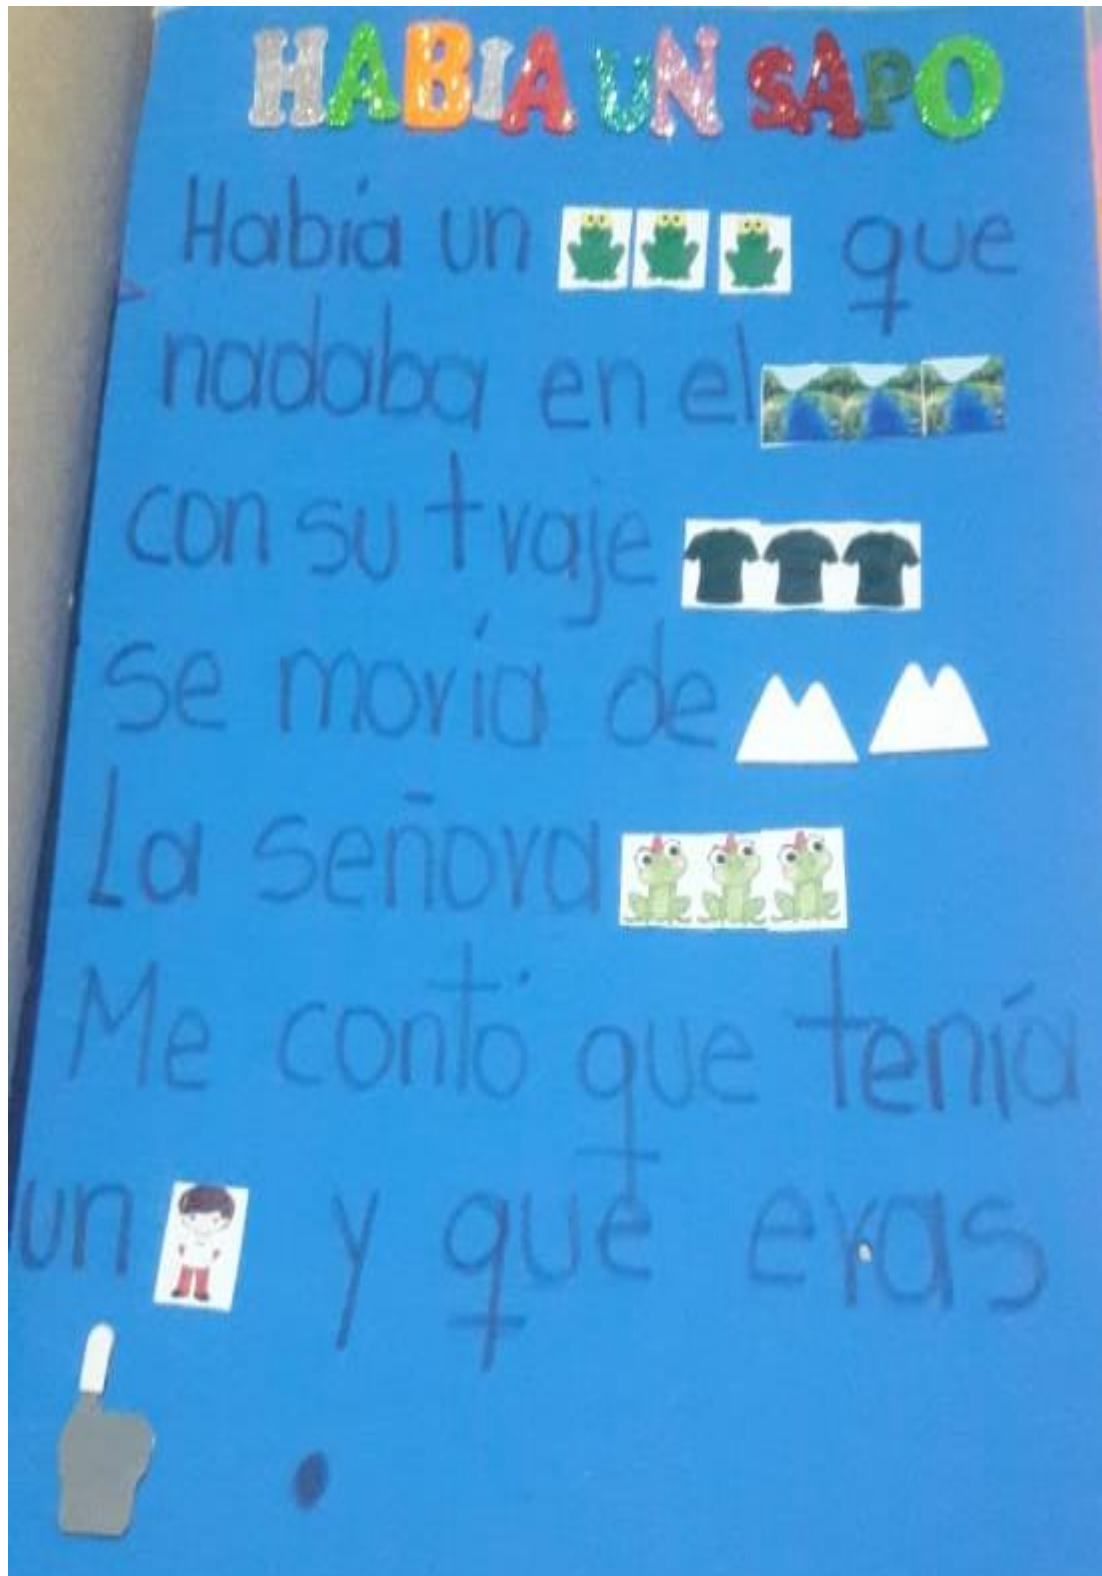 HABIA UN SAPO
Había un que
nadaba en el
con su traje
se moría de
La señora
Me contó que tenía
un y que eras
.